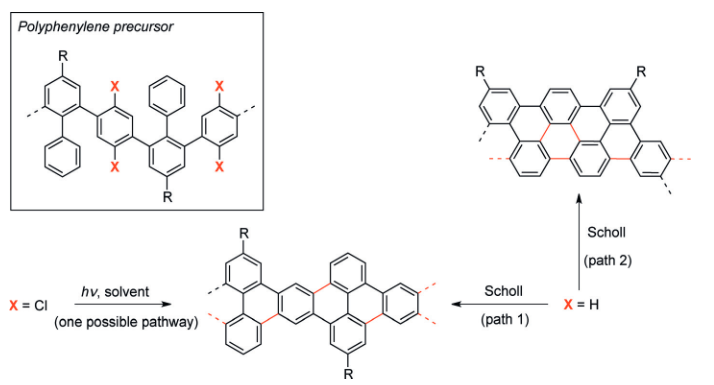 Polyphenylene precursor
R
X
X
X
X
R
R
R
Scholl
(path 2)
X = Cl
hν, solvent
(one possible pathway)
R
R
Scholl
(path 1)
X = H